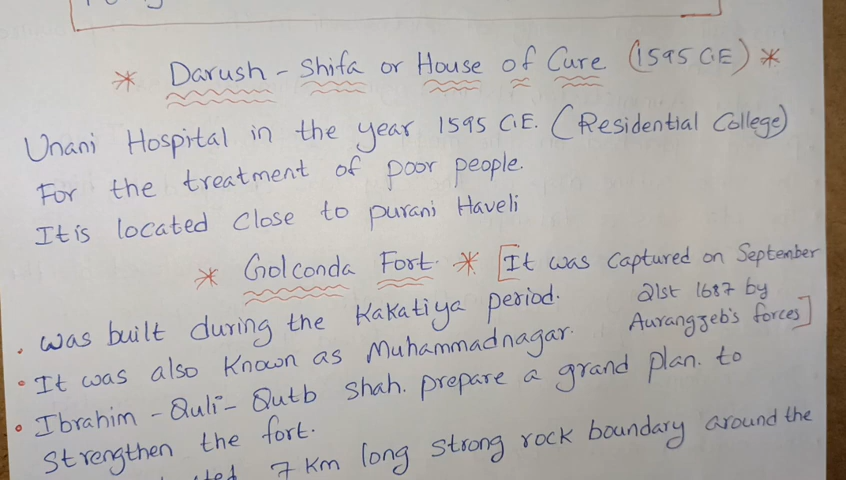 * Darush - Shifa or House of Cure (1595 C.E) *
Unani Hospital in the year 1595 C.E. (Residential College)
For the treatment of poor people.
It is located close to purani Haveli
* Golconda Fort. * [It was captured on September
21st 1687 by
Aurangzeb's forces]
. was built during the Kakatiya period.
• It was also Known as Muhammadnagar.
• Ibrahim - Quli - Qutb Shah. prepare a grand plan. to
Strengthen the fort.
7 Km long strong rock boundary around the